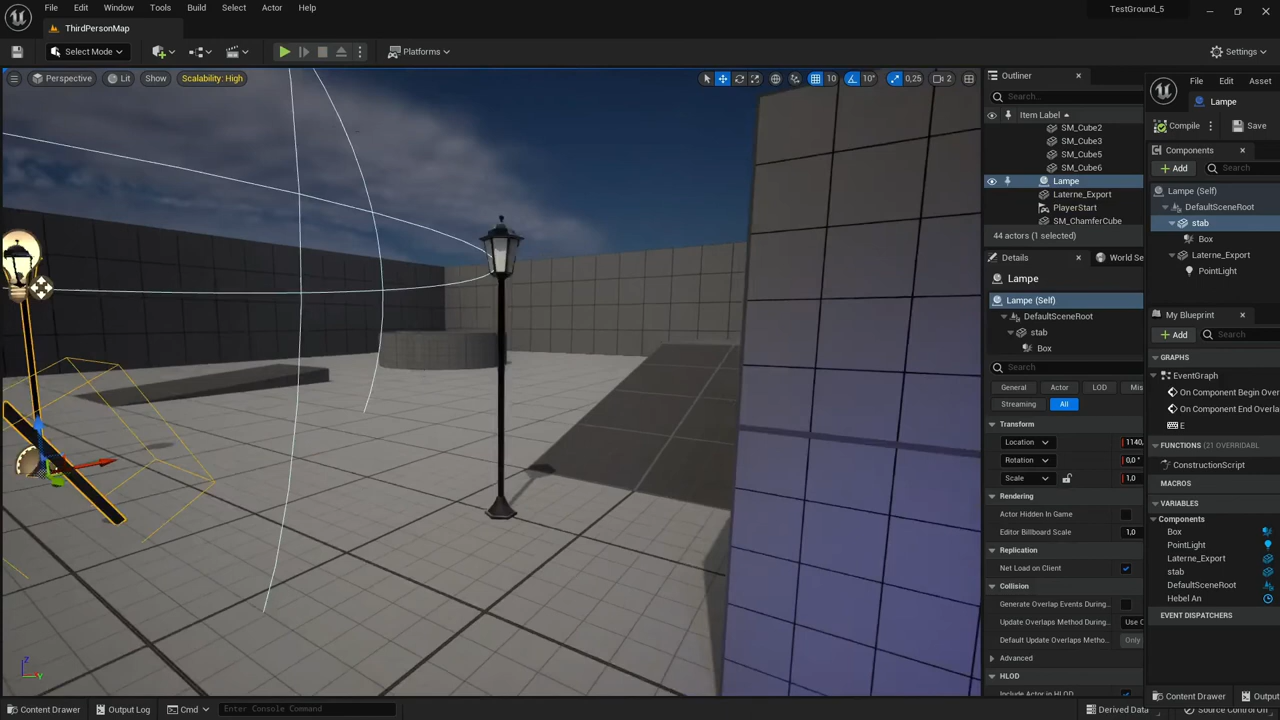 File Edit Window Tools Build Select Actor Help
TestGround_5
ThirdPersonMap
Select Mode
Platforms
Settings
Perspective Lit Show Scalability: High
10 10° 0,25 2
Outliner
Search...
Item Label
SM_Cube2
SM_Cube3
SM_Cube5
SM_Cube6
Lampe
Laterne_Export
PlayerStart
SM_ChamferCube
44 actors (1 selected)
Details World Se
Lampe
Lampe (Self)
DefaultSceneRoot
stab
Box
Search
General Actor LOD Mis
Streaming All
Transform
Location 1140,
Rotation 0,0 °
Scale 1,0
Rendering
Actor Hidden In Game
Editor Billboard Scale 1,0
Replication
Net Load on Client
Collision
Generate Overlap Events During...
Update Overlaps Method During... Use
Default Update Overlaps Metho... Only
Advanced
HLOD
Include Actor in HLOD
File Edit Asset
Lampe
Compile Save
Components
Add Search
Lampe (Self)
DefaultSceneRoot
stab
Box
Laterne_Export
PointLight
My Blueprint
Add Search
GRAPHS
EventGraph
On Component Begin Over
On Component End Overla
E
FUNCTIONS (21 OVERRIDABL
ConstructionScript
MACROS
VARIABLES
Components
Box
PointLight
Laterne_Export
stab
DefaultSceneRoot
Hebel An
EVENT DISPATCHERS
Content Drawer Output
Z
Y
Content Drawer Output Log Cmd Enter Console Command
Derived Data Source Control Off